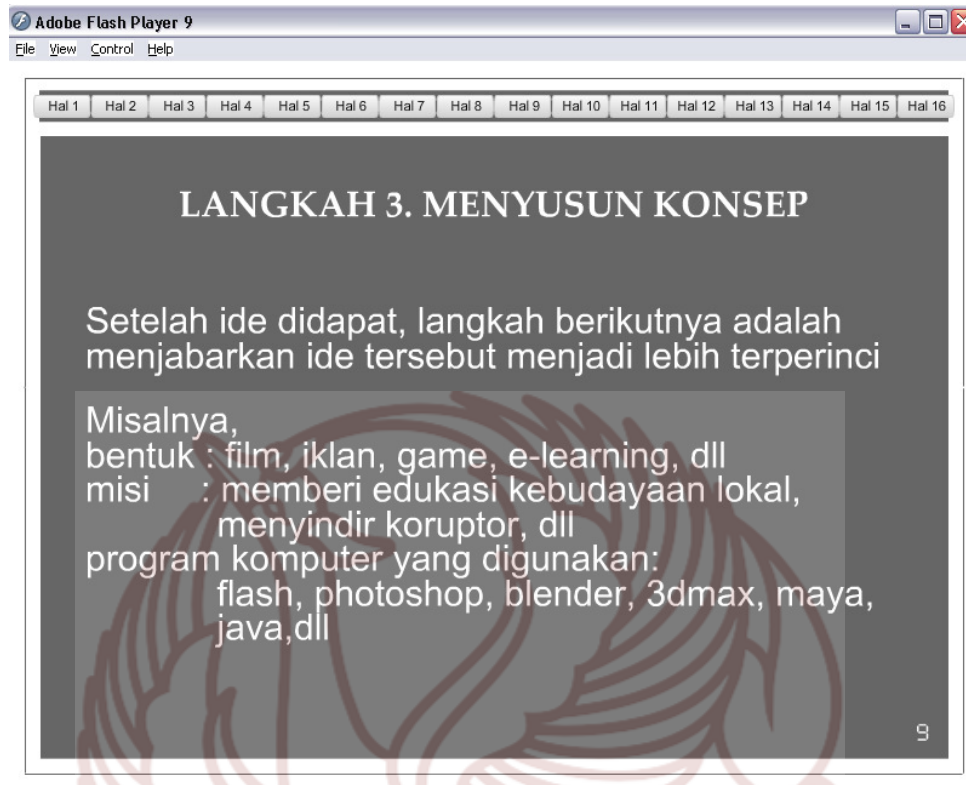 Adobe Flash Player 9
File View Control Help
Hal 1 Hal 2 Hal 3 Hal 4 Hal 5 Hal 6 Hal 7 Hal 8 Hal 9 Hal 10 Hal 11 Hal 12 Hal 13 Hal 14 Hal 15 Hal 16
LANGKAH 3. MENYUSUN KONSEP
Setelah ide didapat, langkah berikutnya adalah
menjabarkan ide tersebut menjadi lebih terperinci
Misalnya,
bentuk : film, iklan, game, e-learning, dll
misi : memberi edukasi kebudayaan lokal,
menyindir koruptor, dll
program komputer yang digunakan:
flash, photoshop, blender, 3dmax, maya,
java,dll
9